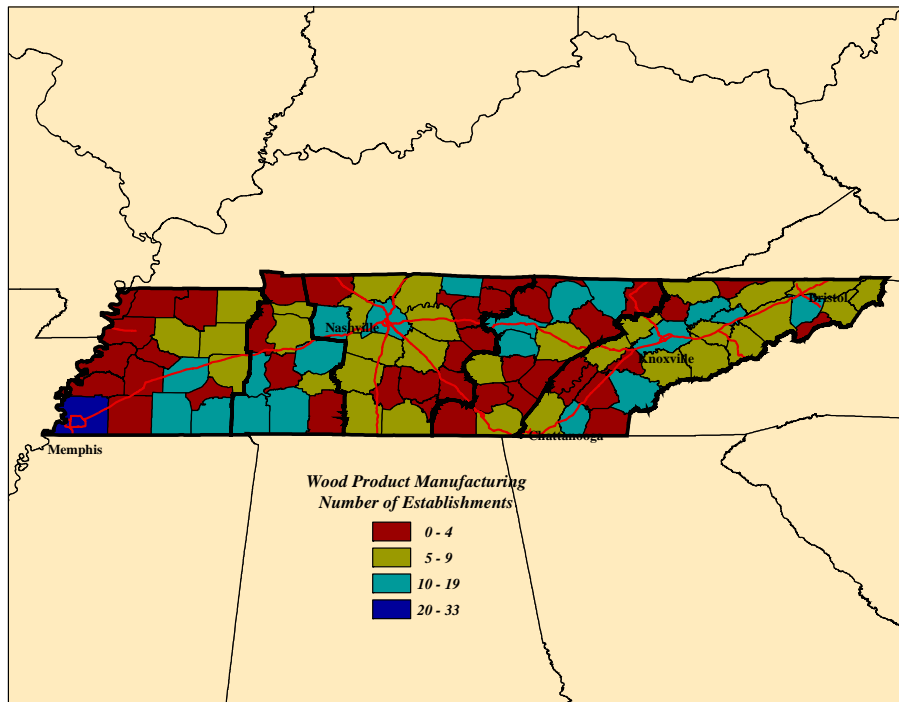 Bristol
Nashville
Knoxville
Chattanooga
Memphis
Wood Product Manufacturing
Number of Establishments
0 - 4
5 - 9
10 - 19
20 - 33